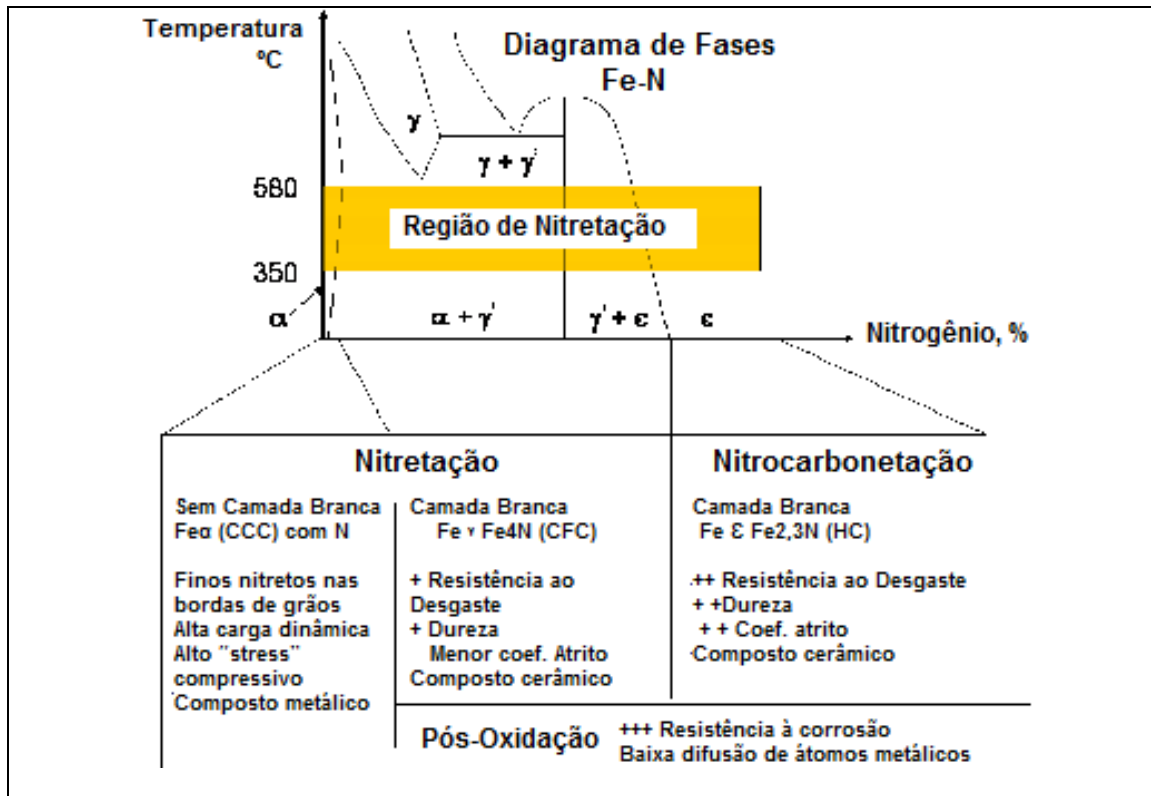 Temperatura
ºC
Diagrama de Fases
Fe-N
γ
γ + γ'
580
Região de Nitretação
350
α
α + γ'
γ' + ε
ε
Nitrogênio, %
Nitretação
Nitrocarbonetação
Sem Camada Branca
Feα (CCC) com N
Finos nitretos nas
bordas de grãos
Alta carga dinâmica
Alto "stress"
compressivo
Composto metálico
Camada Branca
Fe γ Fe4N (CFC)
+ Resistência ao
Desgaste
+ Dureza
Menor coef. Atrito
Composto cerâmico
Camada Branca
Fe Ɛ Fe2,3N (HC)
++ Resistência ao Desgaste
+ +Dureza
+ + Coef. atrito
Composto cerâmico
Pós-Oxidação
+++ Resistência à corrosão
Baixa difusão de átomos metálicos